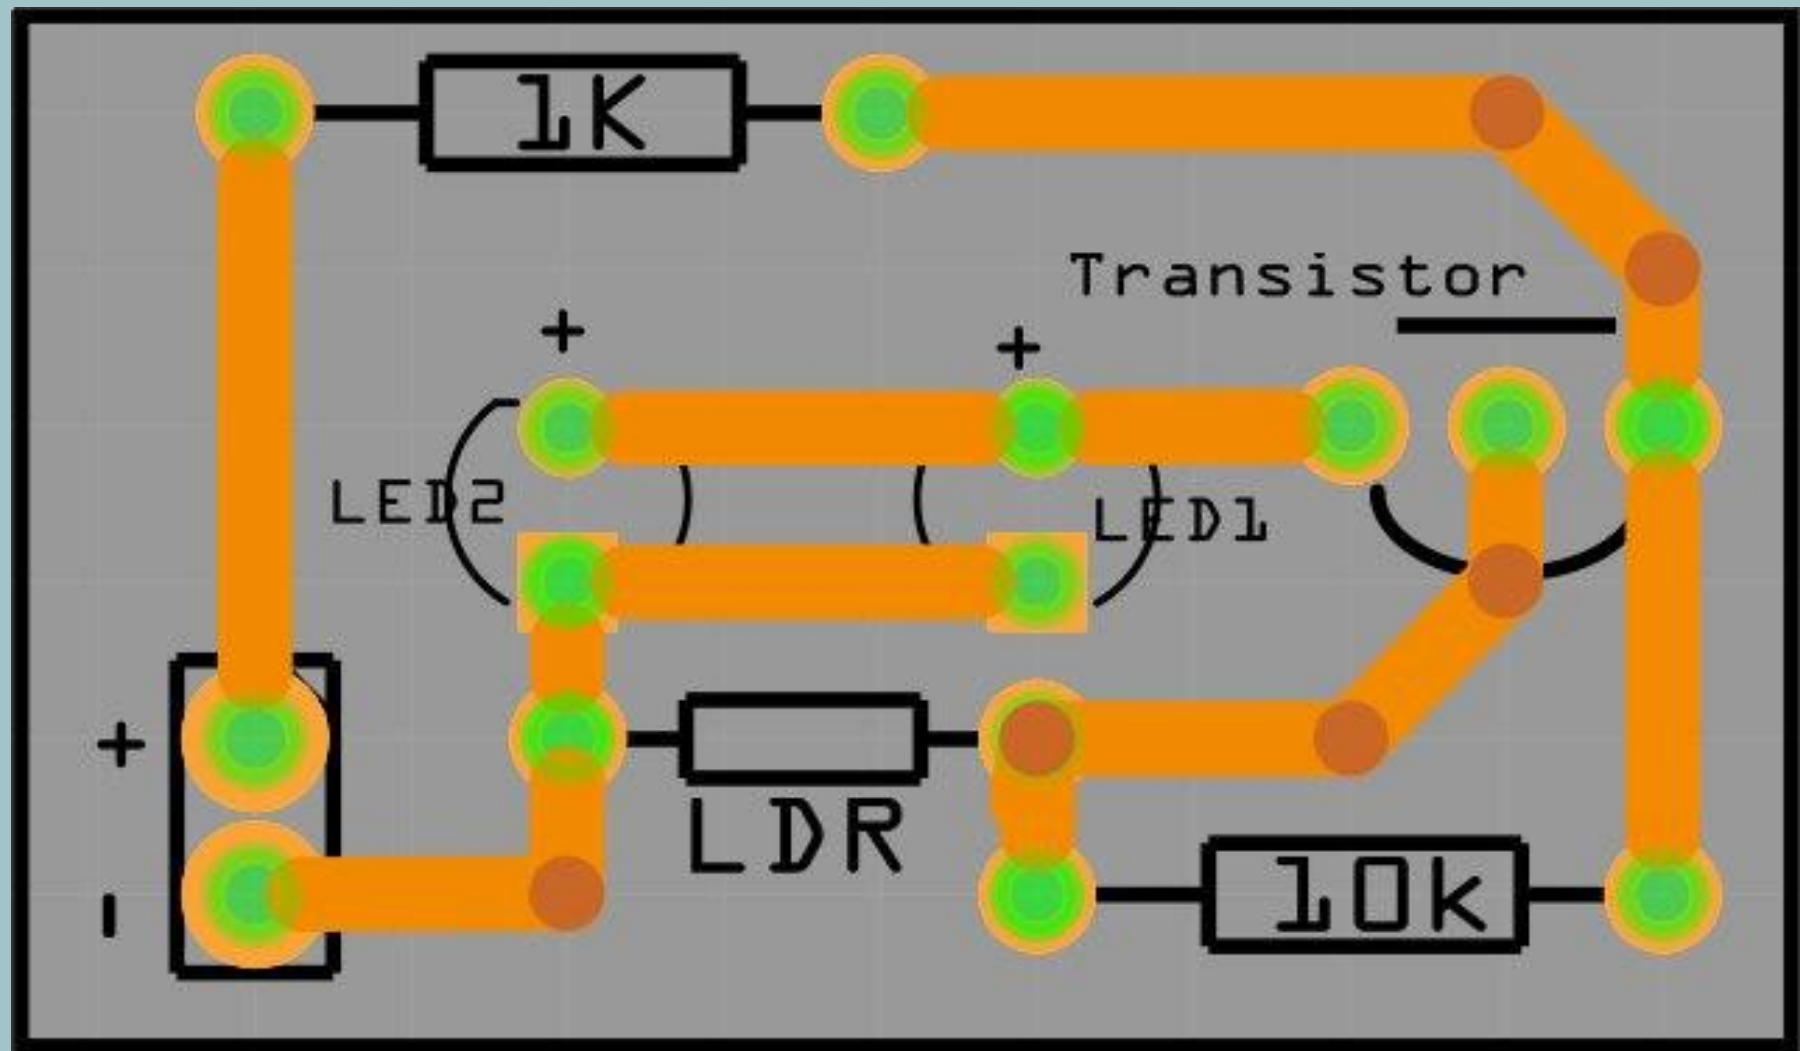 1K
Transistor
+
+
LED2
LED1
+
LDR
-
10k